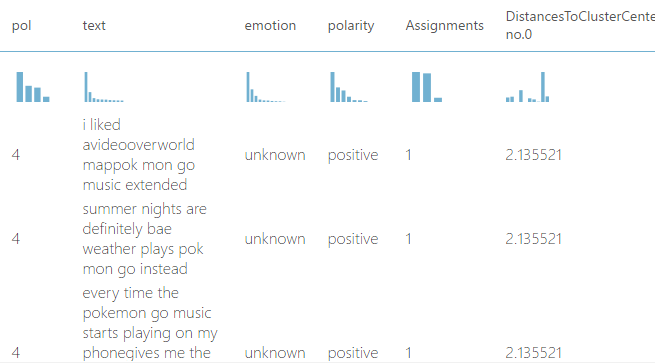 pol text emotion polarity Assignments DistancesToClusterCente
no.0
i liked
avideooverworld
4 mappok mon go unknown positive 1 2.135521
music extended
summer nights are
definitely bae
4 weather plays pok unknown positive 1 2.135521
mon go instead
every time the
pokemon go music
starts playing on my
4 phonegives me the unknown positive 1 2.135521